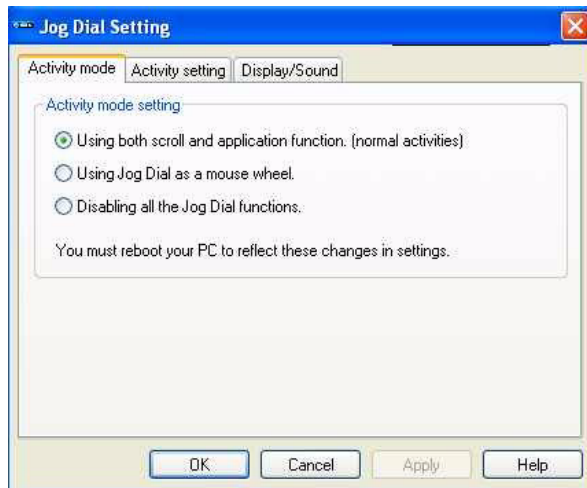 Jog Dial Setting
Activity mode
Activity setting
Display/Sound
Activity mode setting
Using both scroll and application function. (normal activities)
Using Jog Dial as a mouse wheel.
Disabling all the Jog Dial functions.
You must reboot your PC to reflect these changes in settings.
OK
Cancel
Apply
Help